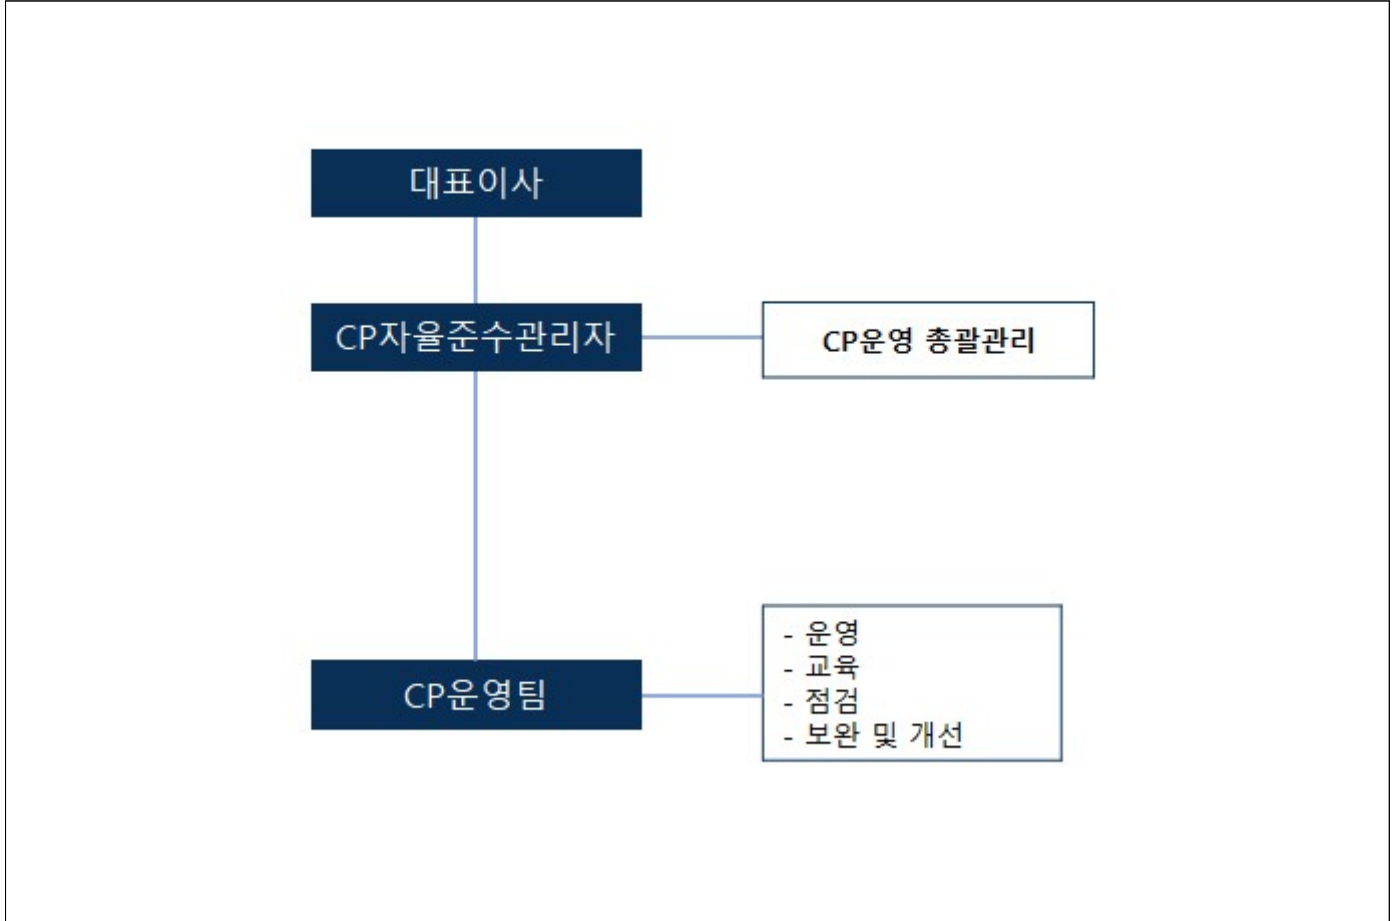 대표이사
CP자율준수관리자
CP운영 총괄관리
CP운영팀
- 운영
- 교육
- 점검
- 보완 및 개선